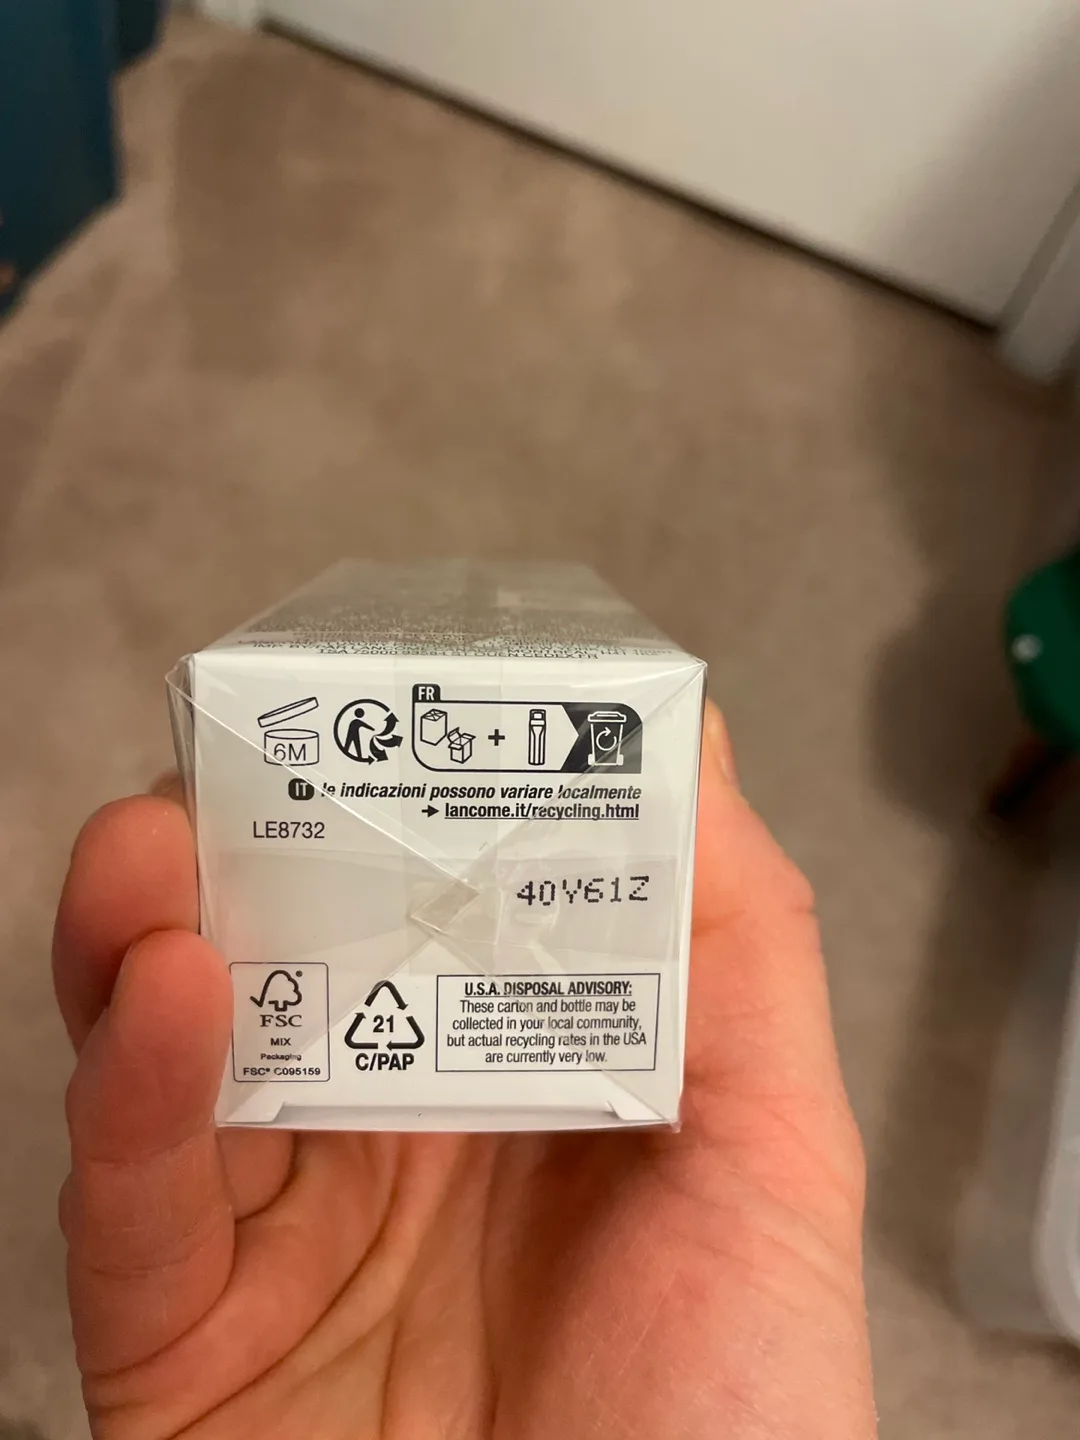 FR
6M
IT le indicazioni possono variare localmente
→ lancome.it/recycling.html
LE8732
40Y61Z
FSC®
MIX
Packaging
FSC® C095159
21
C/PAP
U.S.A. DISPOSAL ADVISORY:
These carton and bottle may be
collected in your local community,
but actual recycling rates in the USA
are currently very low.